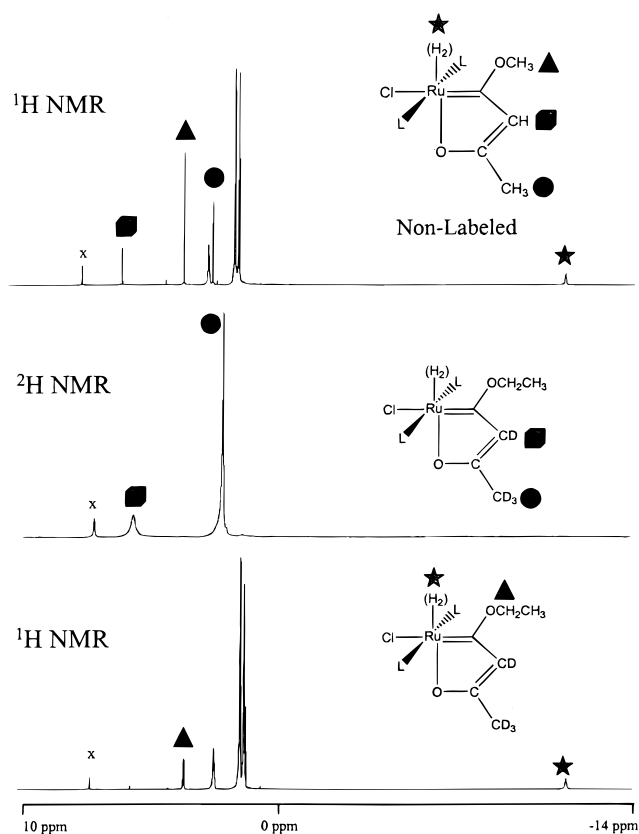 (H2)
L
OCH3
Cl
Ru
CH
L
O
C
CH3
1H NMR
Non-Labeled
x
2H NMR
(H2)
L
OCH2CH3
Cl
Ru
CD
L
O
C
CD3
x
1H NMR
(H2)
L
OCH2CH3
Cl
Ru
CD
L
O
C
CD3
x
10 ppm 0 ppm -14 ppm